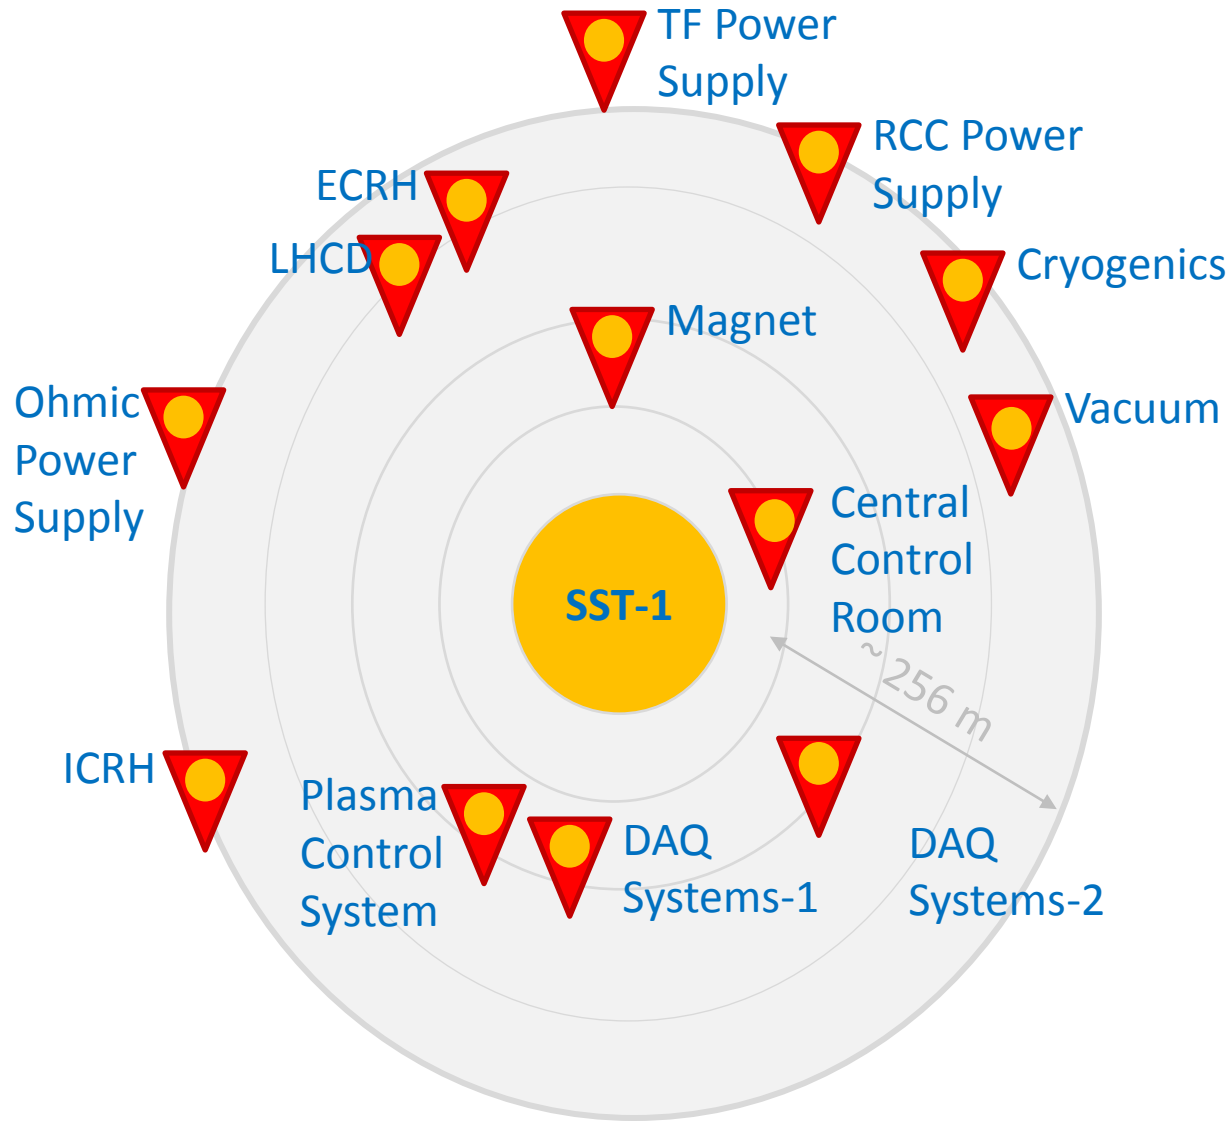 TF Power
Supply
RCC Power
Supply
ECRH
LHCD
Cryogenics
Magnet
Ohmic
Power
Supply
Vacuum
Central
Control
Room
SST-1
~256 m
ICRH
Plasma
Control
System
DAQ
Systems-1
DAQ
Systems-2